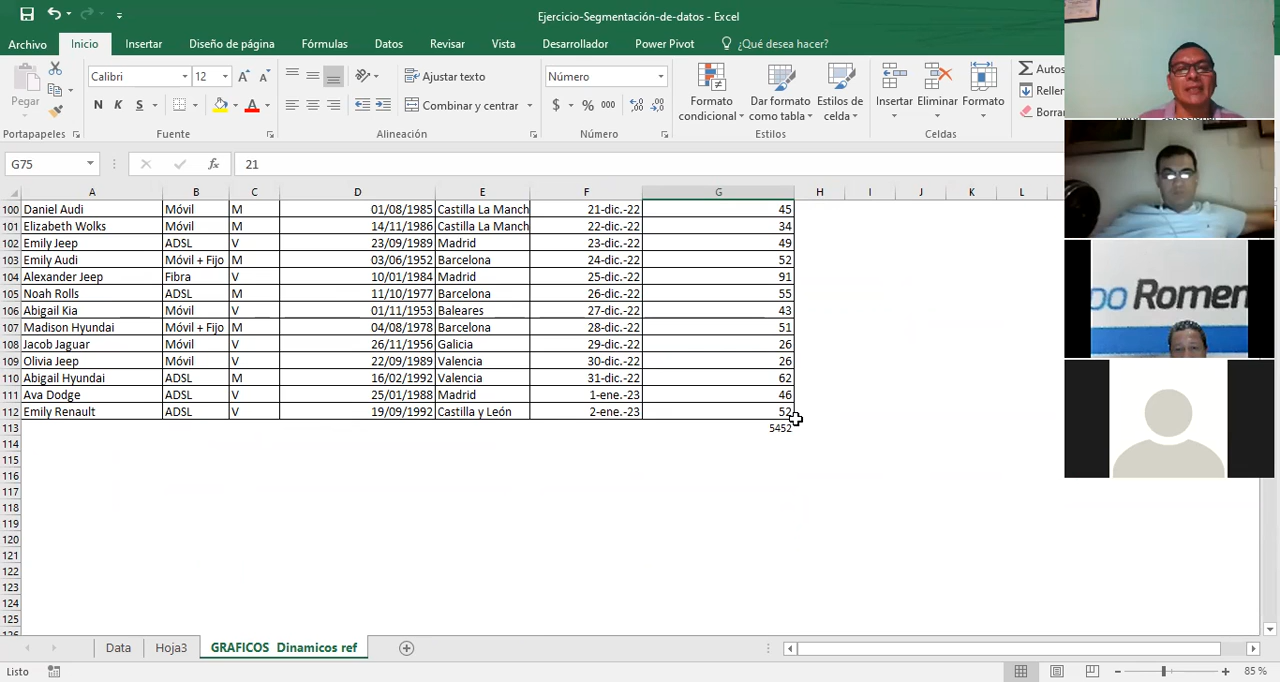 Ejercicio-Segmentación-de-datos - Excel
Archivo Inicio Insertar Diseño de página Fórmulas Datos Revisar Vista Desarrollador Power Pivot ¿Qué desea hacer?
Pegar
Calibri 12
N K S
Ajustar texto
Combinar y centrar
Número
$ % 000
Formato condicional
Dar formato como tabla
Estilos de celda
Insertar Eliminar Formato
Autos
Rellen
Borra
Portapapeles Fuente Alineación Número Estilos Celdas
G75 fx 21
A B C D E F G H I J K L
100 Daniel Audi Móvil M 01/08/1985 Castilla La Manch 21-dic.-22 45
101 Elizabeth Wolks Móvil M 14/11/1986 Castilla La Manch 22-dic.-22 34
102 Emily Jeep ADSL V 23/09/1989 Madrid 23-dic.-22 49
103 Emily Audi Móvil + Fijo M 03/06/1952 Barcelona 24-dic.-22 52
104 Alexander Jeep Fibra V 10/01/1984 Madrid 25-dic.-22 91
105 Noah Rolls ADSL M 11/10/1977 Barcelona 26-dic.-22 55
106 Abigail Kia Móvil V 01/11/1953 Baleares 27-dic.-22 43
107 Madison Hyundai Móvil + Fijo M 04/08/1978 Barcelona 28-dic.-22 51
108 Jacob Jaguar Móvil V 26/11/1956 Galicia 29-dic.-22 26
109 Olivia Jeep Móvil V 22/09/1989 Valencia 30-dic.-22 26
110 Abigail Hyundai ADSL M 16/02/1992 Valencia 31-dic.-22 62
111 Ava Dodge ADSL V 25/01/1988 Madrid 1-ene.-23 46
112 Emily Renault ADSL V 19/09/1992 Castilla y León 2-ene.-23 52
113 5452
114
115
116
117
118
119
120
121
122
123
124
125
oo Romen
Data Hoja3 GRAFICOS Dinamicos ref
Listo 85 %